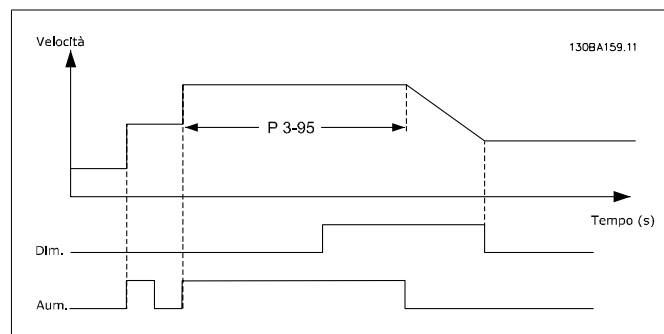 Velocità
130BA159.11
P 3-95
Tempo (s)
Dim.
Aum.